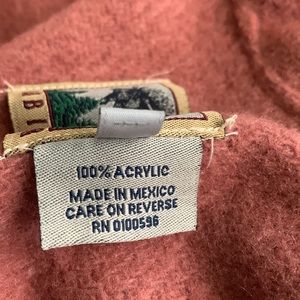 100% ACRYLIC
MADE IN MEXICO
CARE ON REVERSE
RN 0100596